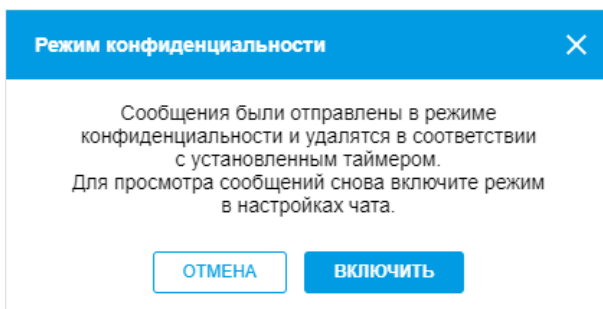 Режим конфиденциальности
Сообщения были отправлены в режиме
конфиденциальности и удалятся в соответствии
с установленным таймером.
Для просмотра сообщений снова включите режим
в настройках чата.
ОТМЕНА
ВКЛЮЧИТЬ